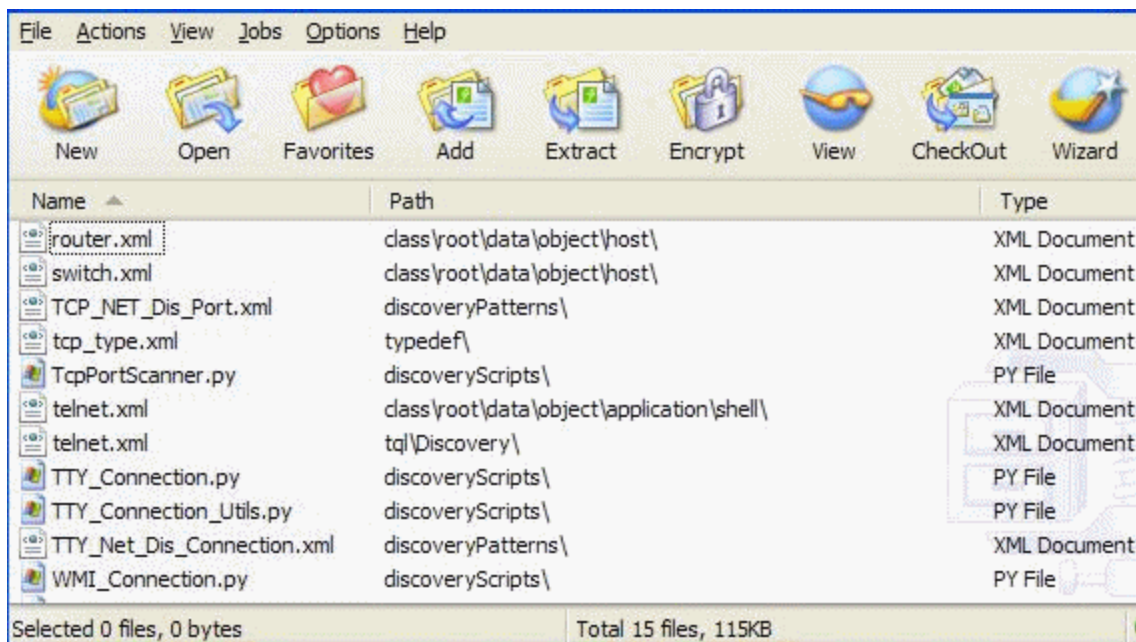 File Actions View Jobs Options Help
New Open Favorites Add Extract Encrypt View CheckOut Wizard
Name Path Type
router.xml class\root\data\object\host\ XML Document
switch.xml class\root\data\object\host\ XML Document
TCP_NET_Dis_Port.xml discoveryPatterns\ XML Document
tcp_type.xml typedef\ XML Document
TcpPortScanner.py discoveryScripts\ PY File
telnet.xml class\root\data\object\application\shell\ XML Document
telnet.xml tql\Discovery\ XML Document
TTY_Connection.py discoveryScripts\ PY File
TTY_Connection_Utils.py discoveryScripts\ PY File
TTY_Net_Dis_Connection.xml discoveryPatterns\ XML Document
WMI_Connection.py discoveryScripts\ PY File
Selected 0 files, 0 bytes Total 15 files, 115KB